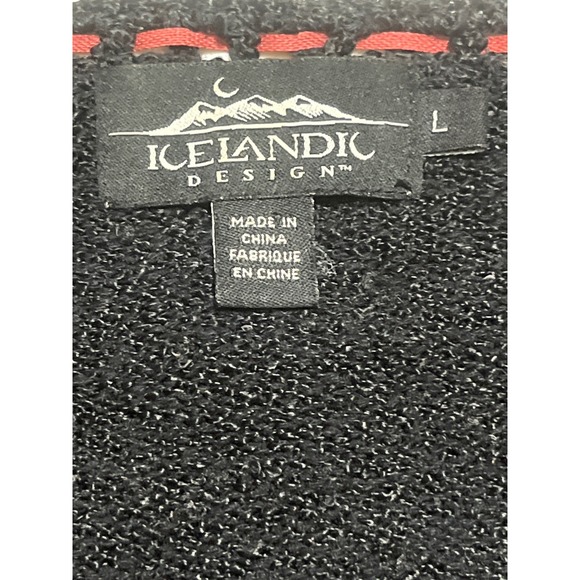 ICELANDIC
DESIGN™
L
MADE IN
CHINA
FABRIQUE
EN CHINE